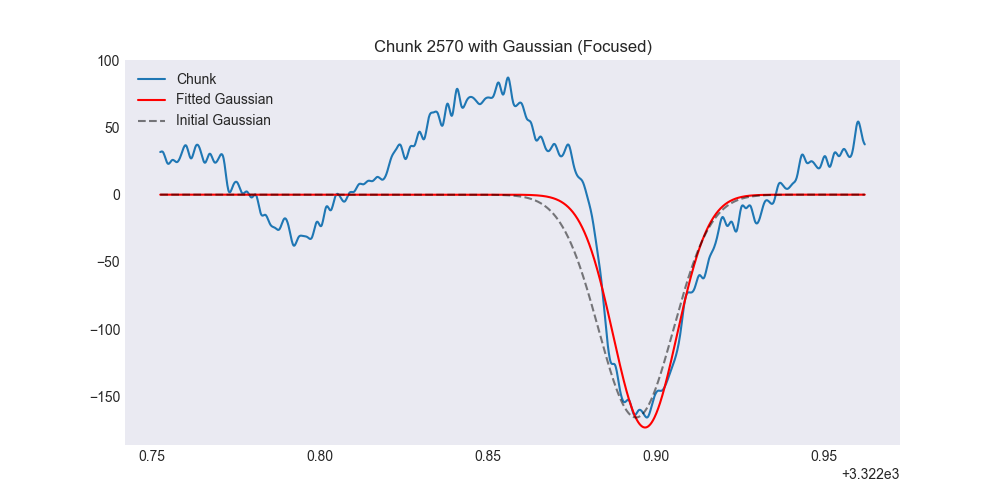 Chunk 2570 with Gaussian (Focused)
100
50
0
−50
−100
−150
Chunk
Fitted Gaussian
Initial Gaussian
0.75 0.80 0.85 0.90 0.95
+3.322e3